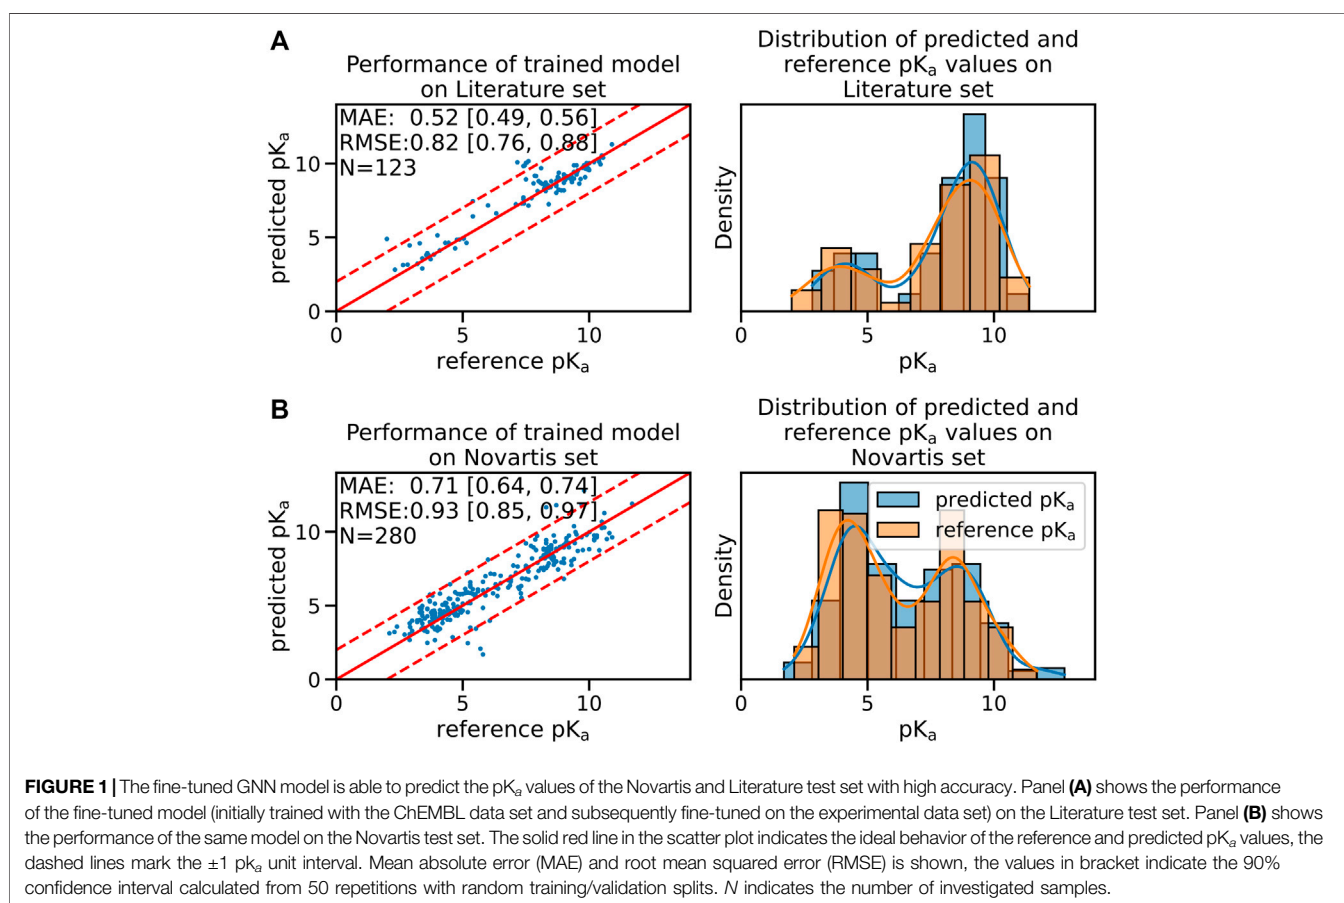 A
Performance of trained model
on Literature set
MAE: 0.52 [0.49, 0.56]
RMSE:0.82 [0.76, 0.88]
N=123
predicted pKa
10
5
0
0 5 10
reference pKa
Distribution of predicted and
reference pKa values on
Literature set
Density
0 5 10
pKa
B
Performance of trained model
on Novartis set
MAE: 0.71 [0.64, 0.74]
RMSE:0.93 [0.85, 0.97]
N=280
predicted pKa
10
5
0
0 5 10
reference pKa
Distribution of predicted and
reference pKa values on
Novartis set
predicted pKa
reference pKa
Density
0 5 10
pKa
FIGURE 1 | The fine-tuned GNN model is able to predict the pKa values of the Novartis and Literature test set with high accuracy. Panel (A) shows the performance
of the fine-tuned model (initially trained with the ChEMBL data set and subsequently fine-tuned on the experimental data set) on the Literature test set. Panel (B) shows
the performance of the same model on the Novartis test set. The solid red line in the scatter plot indicates the ideal behavior of the reference and predicted pKa values, the
dashed lines mark the ±1 pka unit interval. Mean absolute error (MAE) and root mean squared error (RMSE) is shown, the values in bracket indicate the 90%
confidence interval calculated from 50 repetitions with random training/validation splits. N indicates the number of investigated samples.